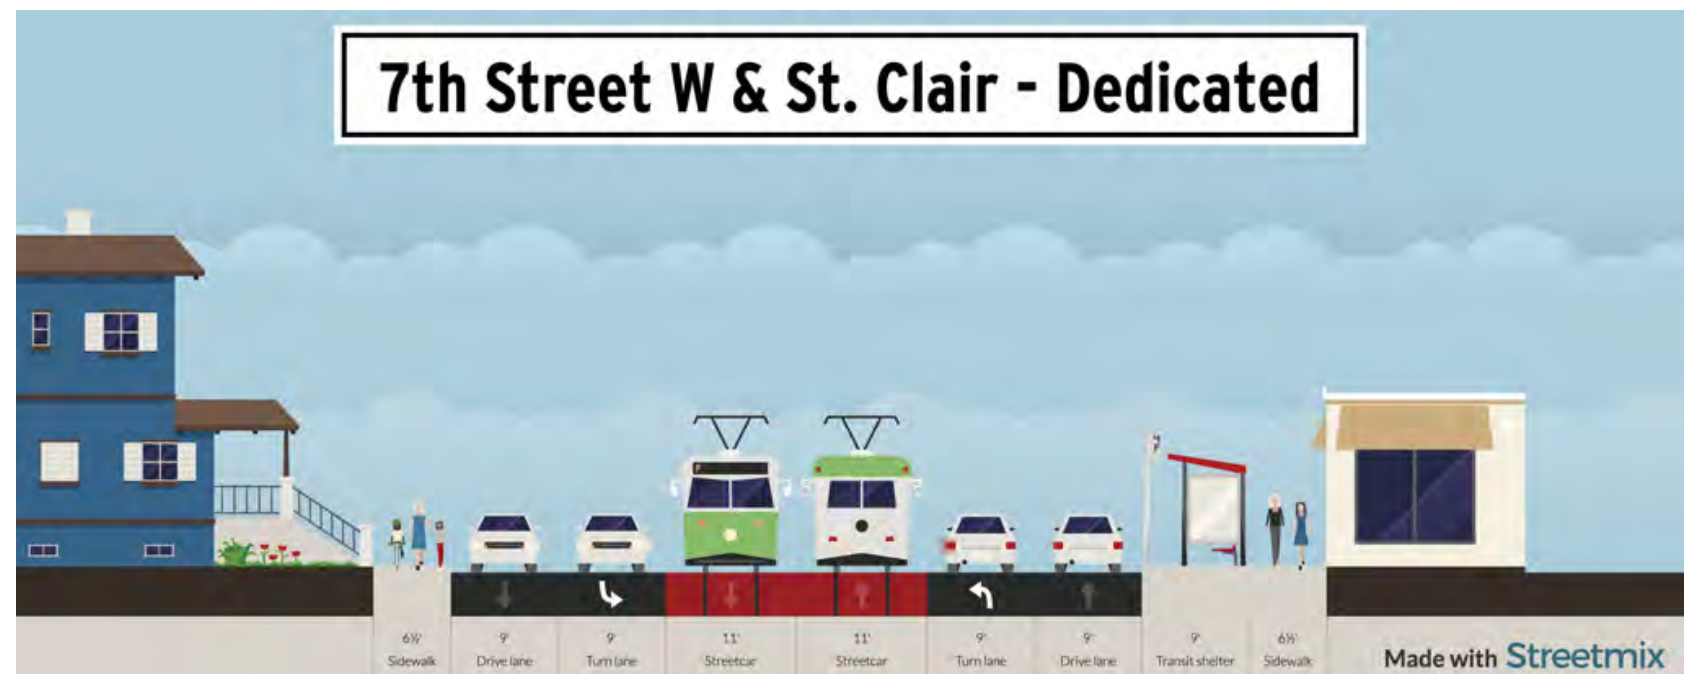 7th Street W & St. Clair - Dedicated
6½' 9' 9' 11' 11' 9' 9' 9' 6½'
Sidewalk Drive lane Turn lane Streetcar Streetcar Turn lane Drive lane Transit shelter Sidewalk
Made with Streetmix